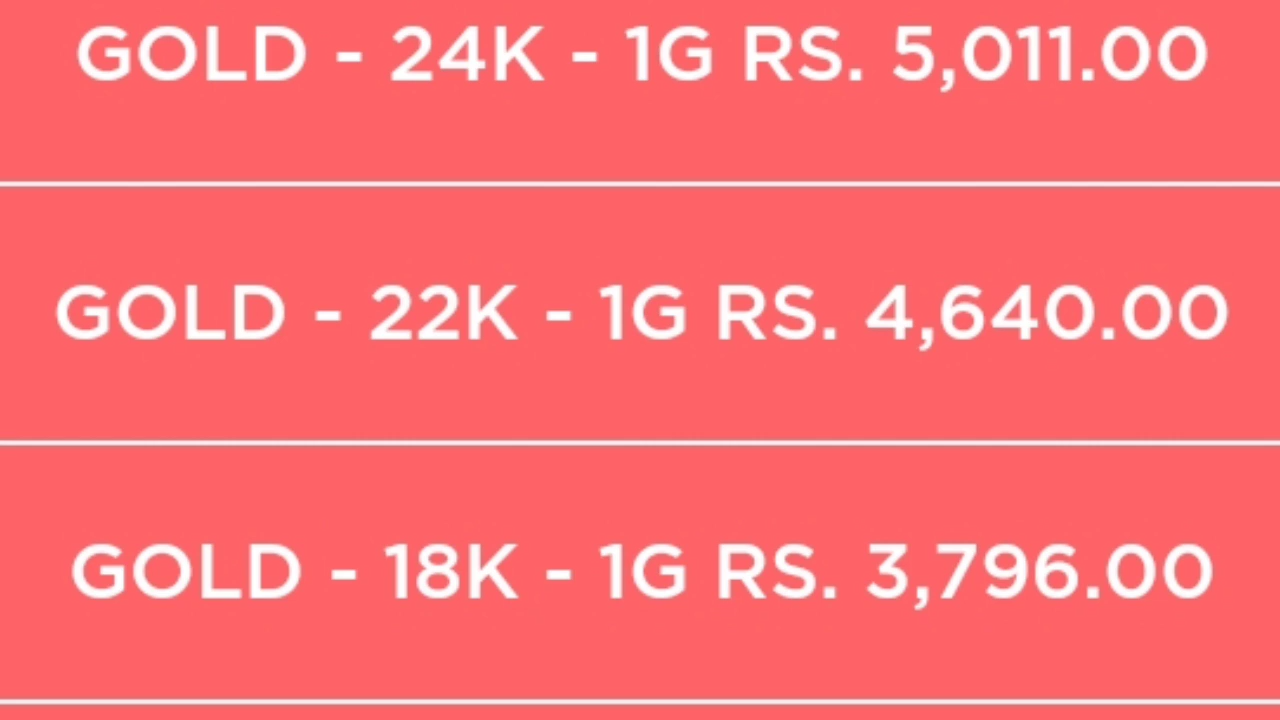 GOLD - 24K - 1G RS. 5,011.00
GOLD - 22K - 1G RS. 4,640.00
GOLD - 18K - 1G RS. 3,796.00